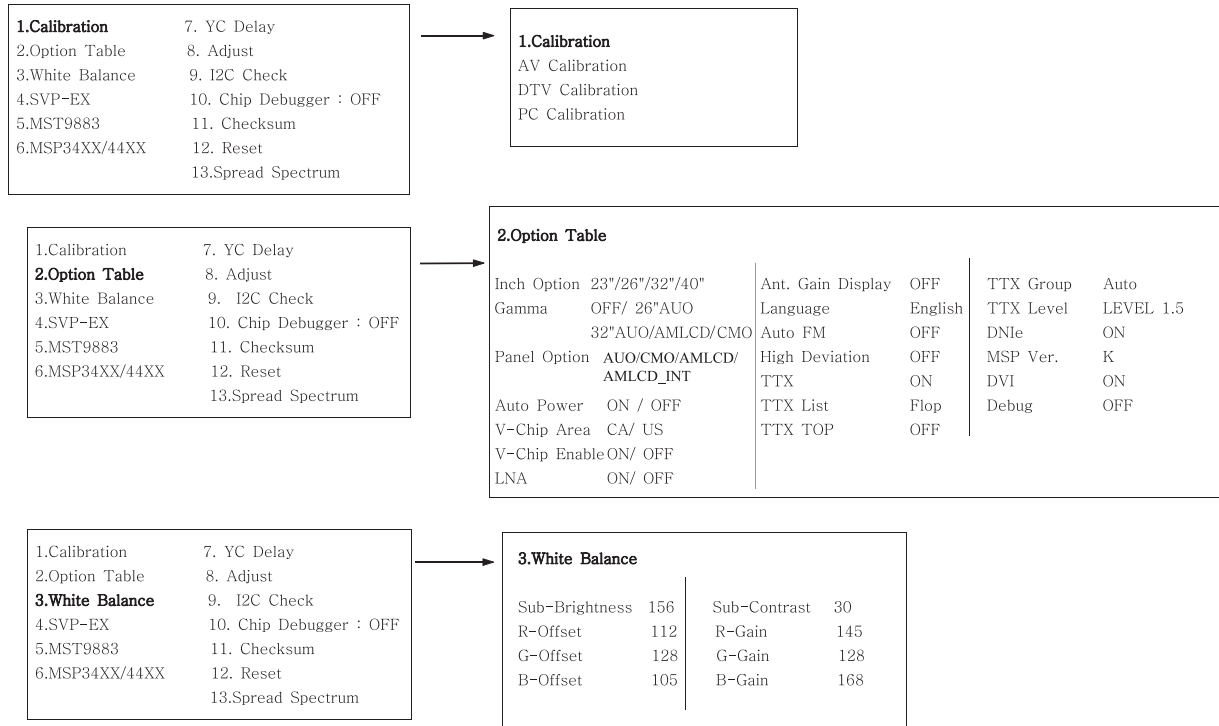 1.Calibration 7. YC Delay
2.Option Table 8. Adjust
3.White Balance 9. I2C Check
4.SVP-EX 10. Chip Debugger : OFF
5.MST9883 11. Checksum
6.MSP34XX/44XX 12. Reset
13.Spread Spectrum
1.Calibration
AV Calibration
DTV Calibration
PC Calibration
1.Calibration 7. YC Delay
2.Option Table 8. Adjust
3.White Balance 9. I2C Check
4.SVP-EX 10. Chip Debugger : OFF
5.MST9883 11. Checksum
6.MSP34XX/44XX 12. Reset
13.Spread Spectrum
2.Option Table
Inch Option 23"/26"/32"/40"
Gamma OFF/ 26"AUO
32"AUO/AMLCD/CMO
Panel Option AUO/CMO/AMLCD/
AMLCD_INT
Auto Power ON / OFF
V-Chip Area CA/ US
V-Chip Enable ON/ OFF
LNA ON/ OFF
Ant. Gain Display OFF
Language English
Auto FM OFF
High Deviation OFF
TTX ON
TTX List Flop
TTX TOP OFF
TTX Group Auto
TTX Level LEVEL 1.5
DNIe ON
MSP Ver. K
DVI ON
Debug OFF
1.Calibration 7. YC Delay
2.Option Table 8. Adjust
3.White Balance 9. I2C Check
4.SVP-EX 10. Chip Debugger : OFF
5.MST9883 11. Checksum
6.MSP34XX/44XX 12. Reset
13.Spread Spectrum
3.White Balance
Sub-Brightness 156 Sub-Contrast 30
R-Offset 112 R-Gain 145
G-Offset 128 G-Gain 128
B-Offset 105 B-Gain 168